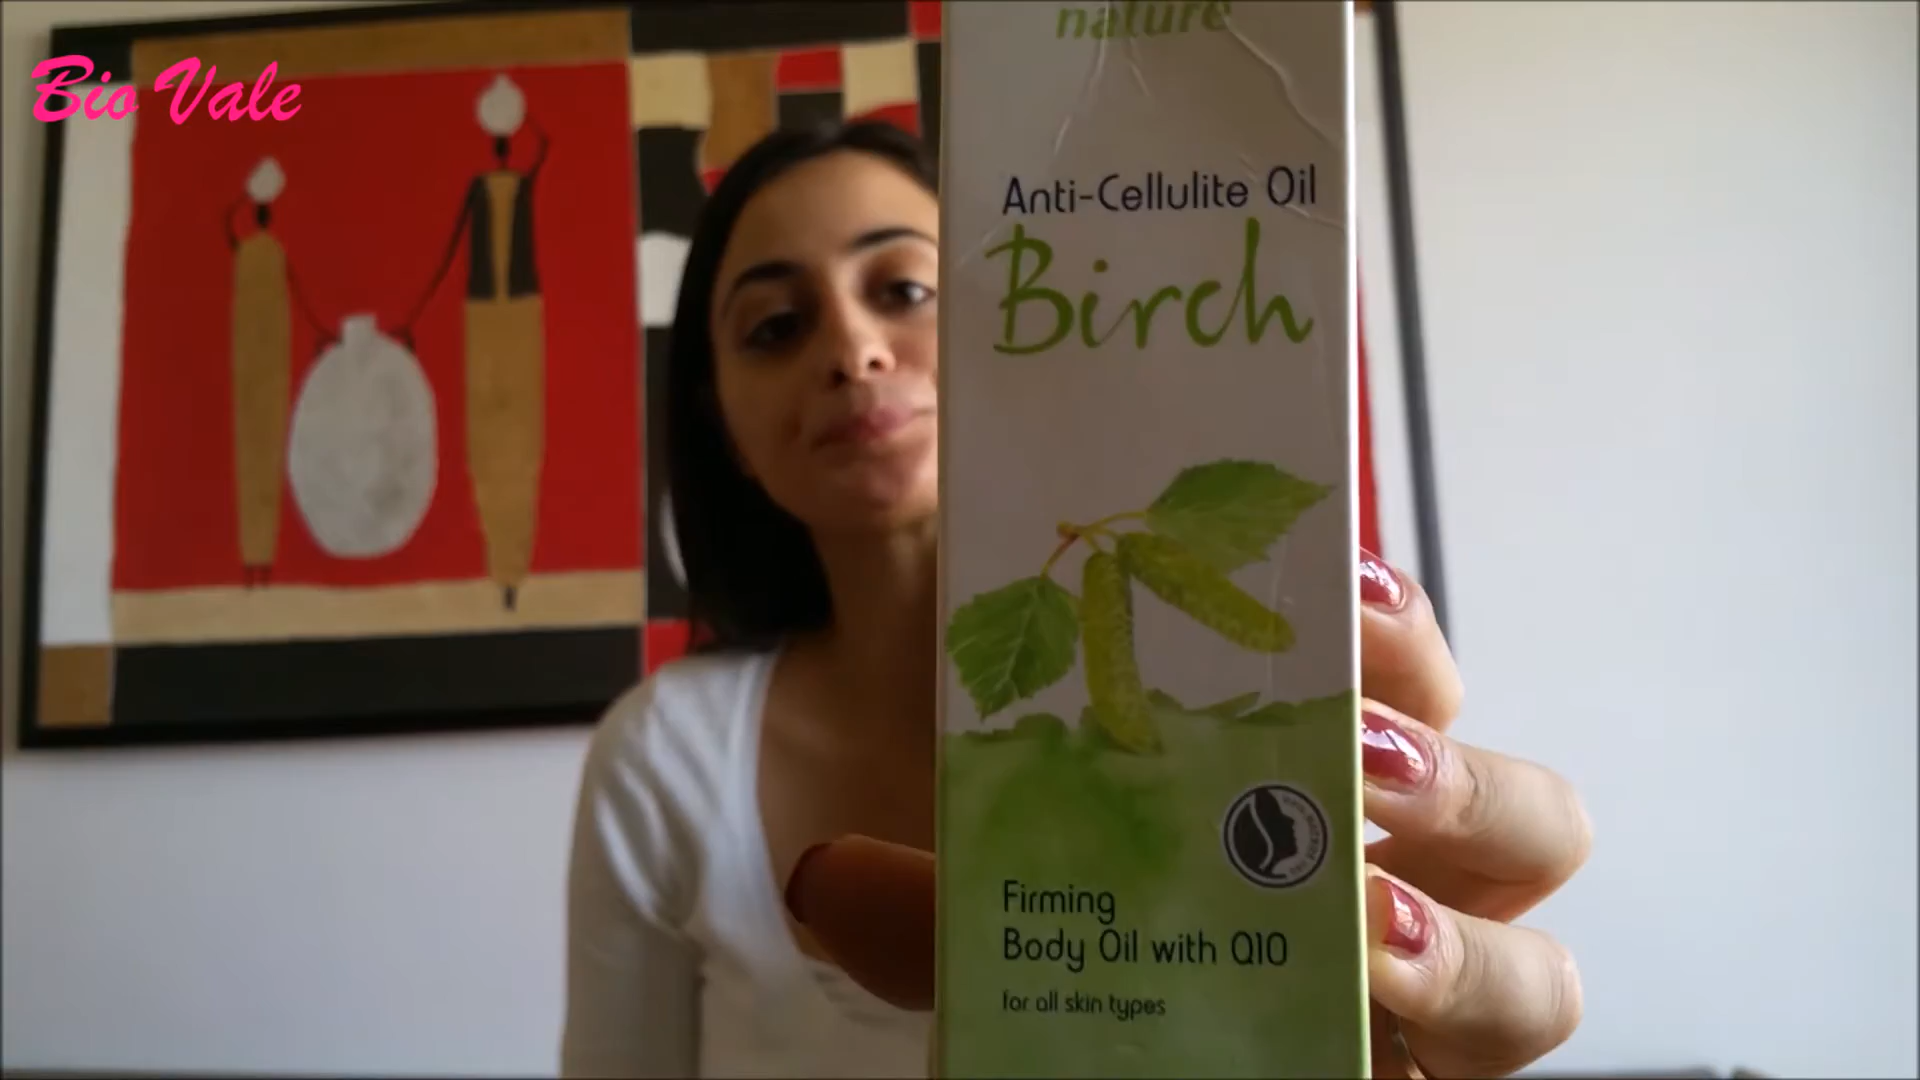 Bio Vale
nature
Anti-Cellulite Oil
Birch
Firming
Body Oil with Q10
for all skin types